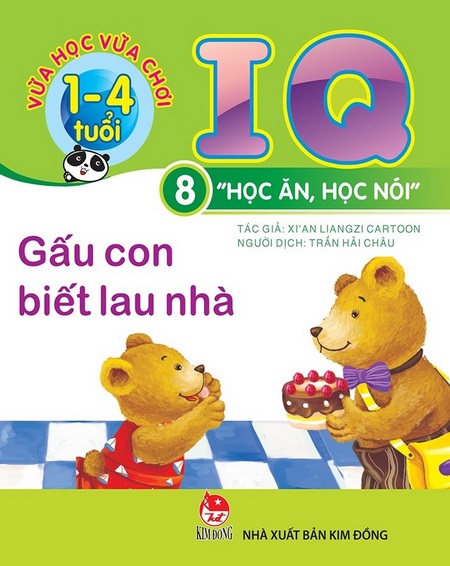 VỪA HỌC VỪA CHƠI
1-4
tuổi
IQ
8 "HỌC ĂN, HỌC NÓI"
TÁC GIẢ: XI'AN LIANGZI CARTOON
NGƯỜI DỊCH: TRẦN HẢI CHÂU
Gấu con
biết lau nhà
KIM ĐỒNG
NHÀ XUẤT BẢN KIM ĐỒNG